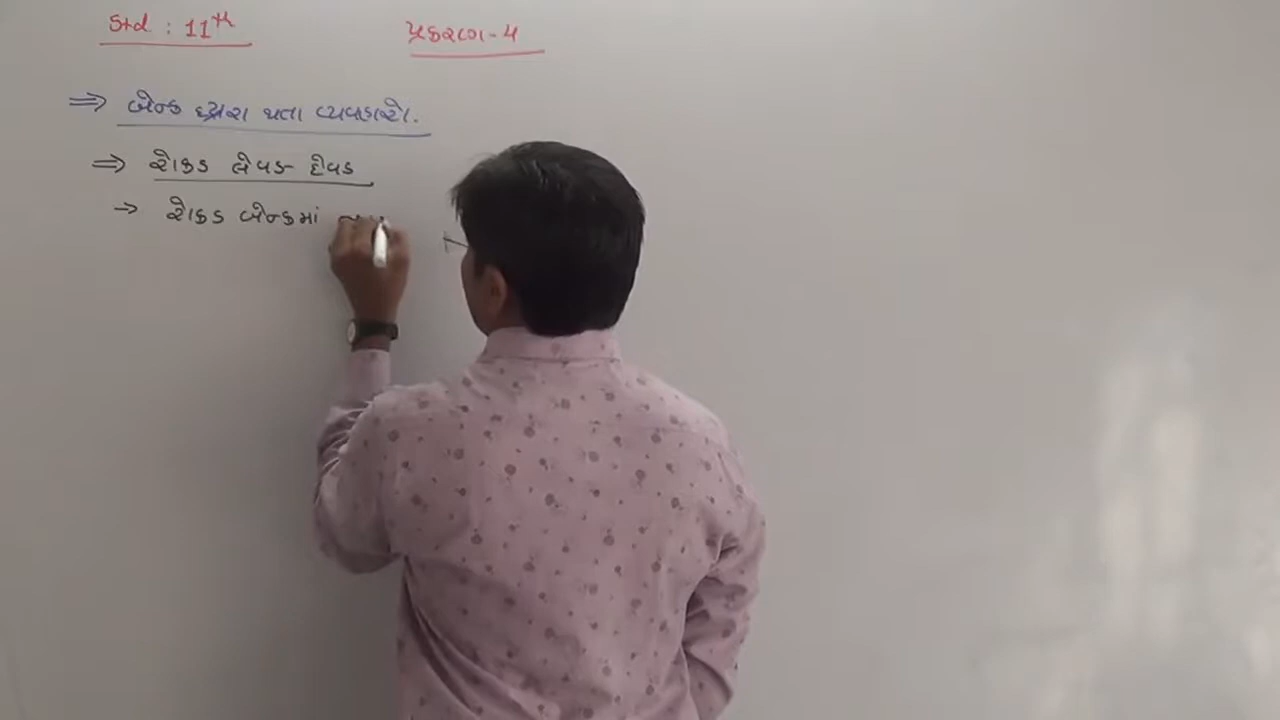 Std : 11th
પ્રકરણ - 4
⇒ બેન્ક દ્વારા થતા વ્યવહારો.
⇒ રોકડ લેવડ - દેવડ
→ રોકડ બેન્કમાં